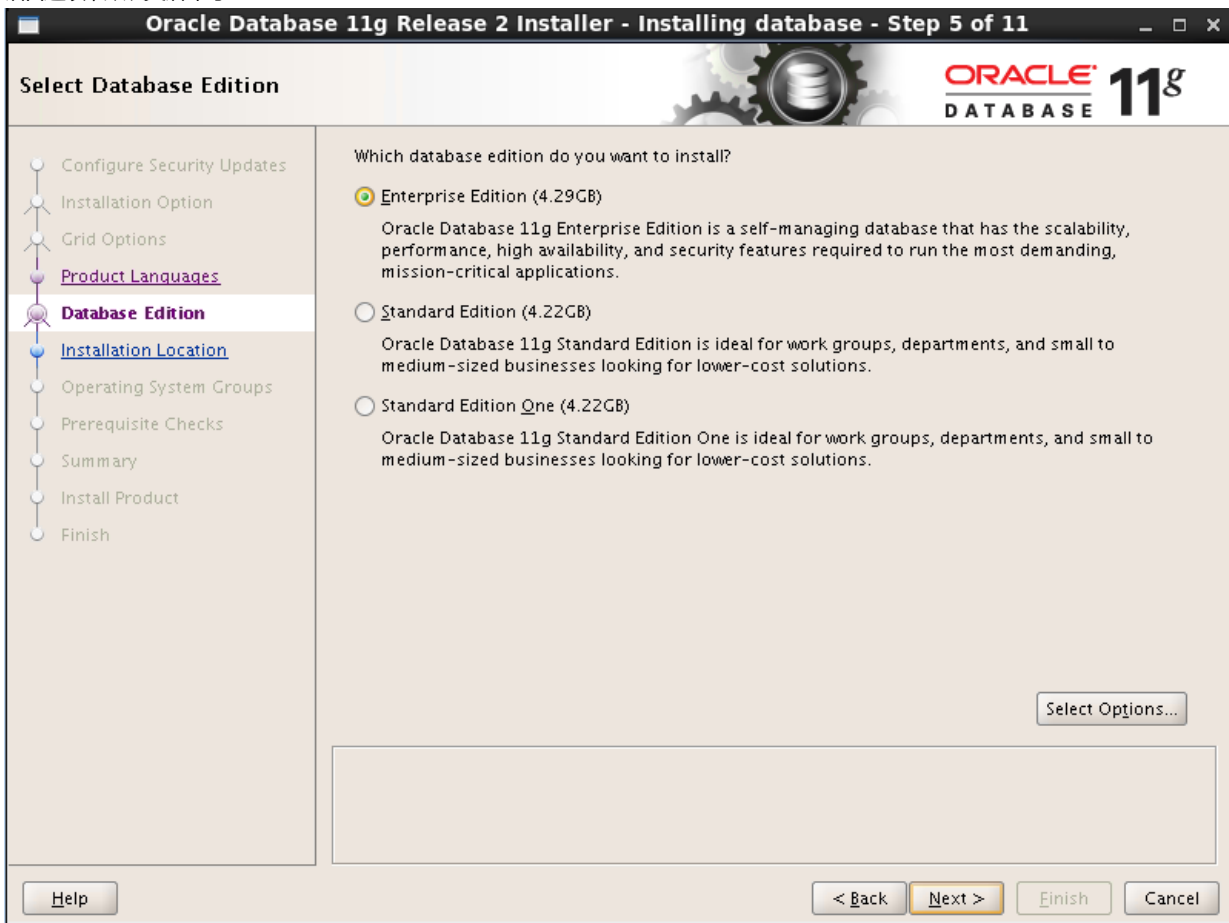 Oracle Database 11g Release 2 Installer - Installing database - Step 5 of 11
Select Database Edition
ORACLE 11g
DATABASE
Configure Security Updates
Installation Option
Grid Options
Product Languages
Database Edition
Installation Location
Operating System Groups
Prerequisite Checks
Summary
Install Product
Finish
Which database edition do you want to install?
Enterprise Edition (4.29GB)
Oracle Database 11g Enterprise Edition is a self-managing database that has the scalability,
performance, high availability, and security features required to run the most demanding,
mission-critical applications.
Standard Edition (4.22GB)
Oracle Database 11g Standard Edition is ideal for work groups, departments, and small to
medium-sized businesses looking for lower-cost solutions.
Standard Edition One (4.22GB)
Oracle Database 11g Standard Edition One is ideal for work groups, departments, and small to
medium-sized businesses looking for lower-cost solutions.
Select Options...
Help
< Back
Next >
Finish
Cancel